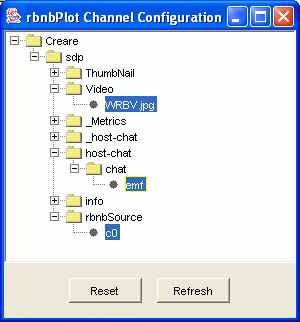 rbnbPlot Channel Configuration
Creare
sdp
ThumbNail
Video
WRBV.jpg
_Metrics
_host-chat
host-chat
chat
emf
info
rbnbSource
c0
Reset Refresh